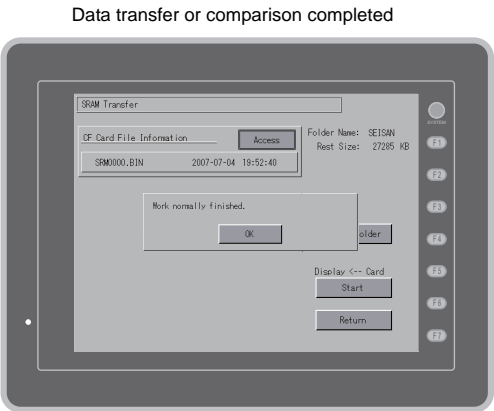 Data transfer or comparison completed
SRAM Transfer
SYSTEM
CF Card File Information
Access
Folder Name: SEISAN
Rest Size: 27285 KB
F1
SRM0000.BIN 2007-07-04 19:52:40
F2
Work normally finished.
F3
OK
older
F4
Display <-- Card
F5
Start
F6
Return
F7